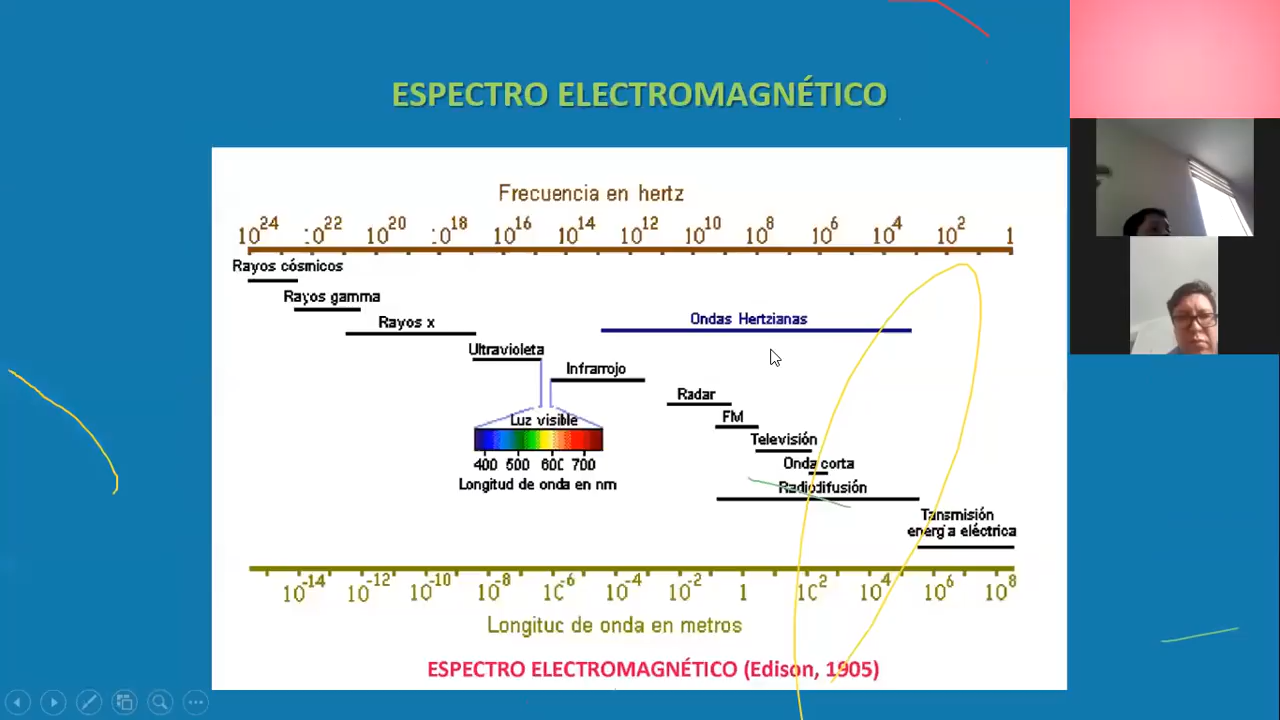 ESPECTRO ELECTROMAGNÉTICO
Frecuencia en hertz
10^24 10^22 10^20 10^18 10^16 10^14 10^12 10^10 10^8 10^6 10^4 10^2 1
Rayos cósmicos
Rayos gamma
Rayos x
Ondas Hertzianas
Ultravioleta
Infrarrojo
Radar
FM
Luz visible
Televisión
400 500 600 700
Onda corta
Longitud de onda en nm
Radiodifusión
Tansmisión
energía eléctrica
10^-14 10^-12 10^-10 10^-8 10^-6 10^-4 10^-2 1 10^2 10^4 10^6 10^8
Longitud de onda en metros
ESPECTRO ELECTROMAGNÉTICO (Edison, 1905)